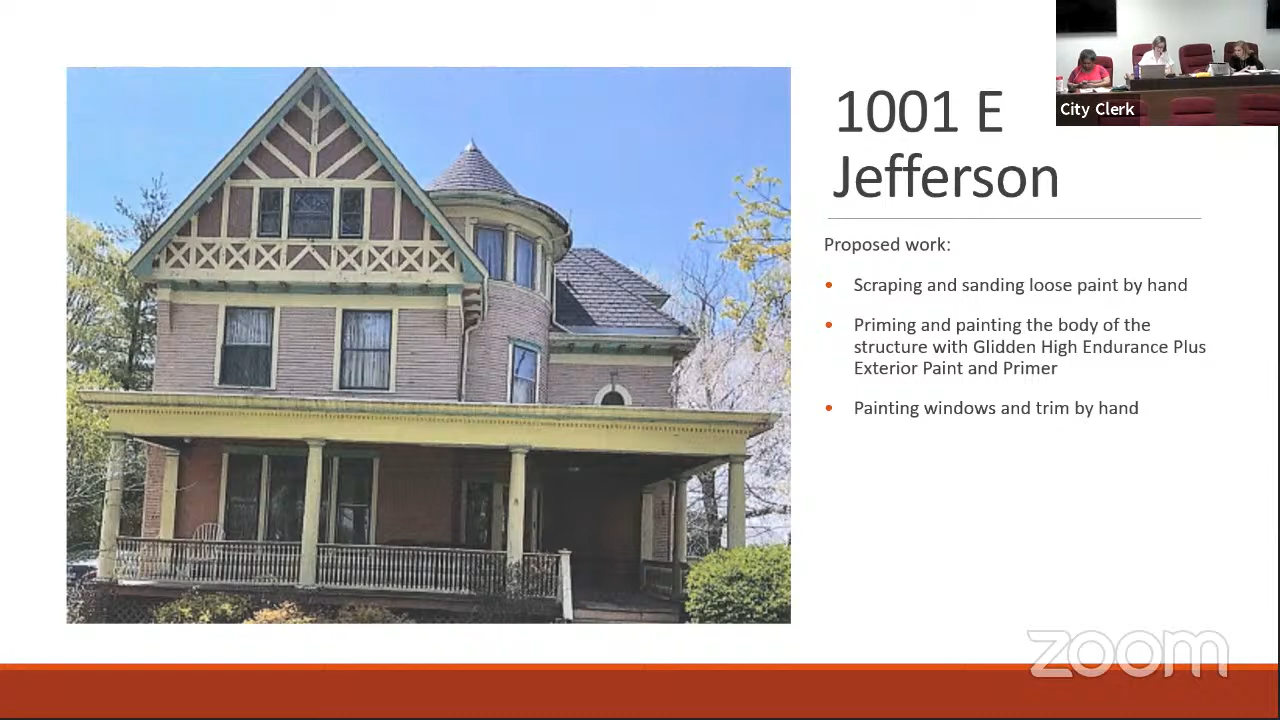 1001 E
Jefferson
City Clerk
Proposed work:
• Scraping and sanding loose paint by hand
• Priming and painting the body of the
structure with Glidden High Endurance Plus
Exterior Paint and Primer
• Painting windows and trim by hand
zoom